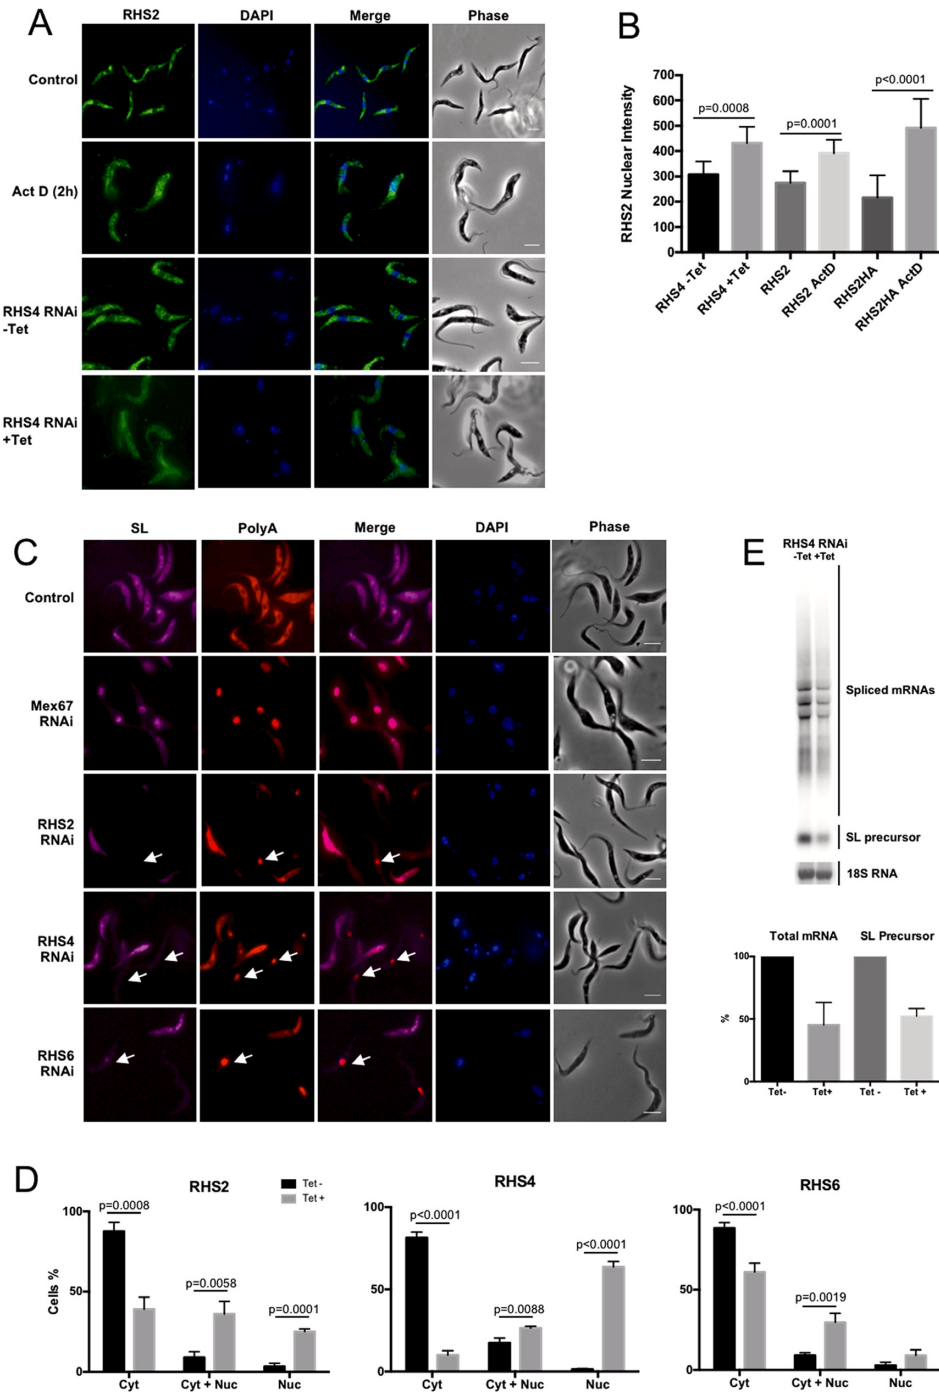 A
RHS2 DAPI Merge Phase
Control
Act D (2h)
RHS4 RNAi
-Tet
RHS4 RNAi
+Tet
B
RHS2 Nuclear Intensity
700
600
500
400
300
200
100
0
p=0.0008
p=0.0001
p<0.0001
RHS4 -Tet
RHS4 +Tet
RHS2
RHS2 ActD
RHS2HA
RHS2HA ActD
C
SL PolyA Merge DAPI Phase
Control
Mex67
RNAi
RHS2
RNAi
RHS4
RNAi
RHS6
RNAi
E
RHS4 RNAi
-Tet +Tet
Spliced mRNAs
SL precursor
18S RNA
Total mRNA SL Precursor
%
100
50
0
Tet- Tet+ Tet - Tet +
D
RHS2
Tet -
Tet +
Cells %
100
50
0
p=0.0008
p=0.0058
p=0.0001
Cyt Cyt + Nuc Nuc
RHS4
100
50
0
p<0.0001
p=0.0088
p<0.0001
Cyt Cyt + Nuc Nuc
RHS6
100
50
0
p<0.0001
p=0.0019
Cyt Cyt + Nuc Nuc